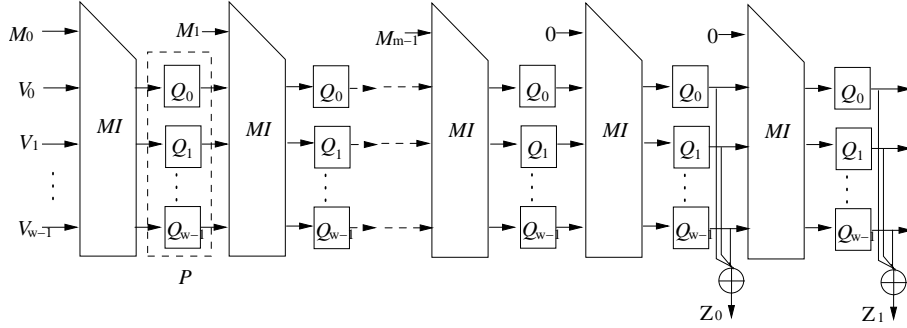 M0 M1 Mm−1 0 0
V0 Q0 Q0 Q0 Q0 Q0
V1 MI Q1 MI Q1 MI Q1 MI Q1 MI Q1
Vw−1 Qw−1 Qw−1 Qw−1 Qw−1 Qw−1
P
Z0 Z1